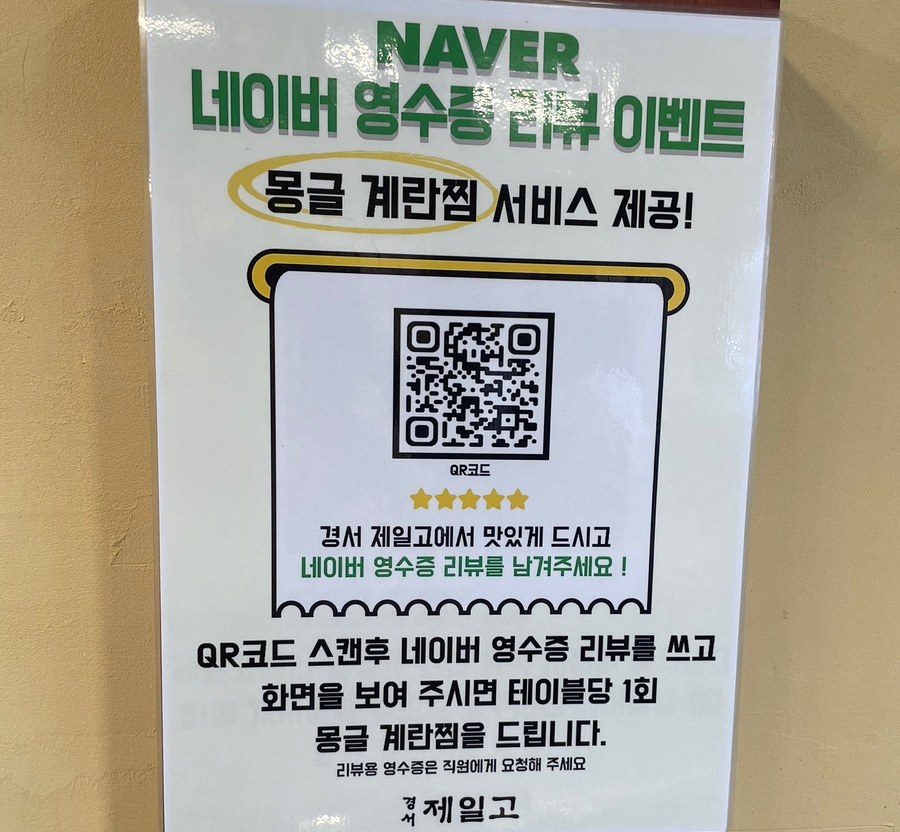 NAVER
네이버 영수증 리뷰 이벤트
몽글 계란찜 서비스 제공!
QR코드
경서 제일고에서 맛있게 드시고
네이버 영수증 리뷰를 남겨주세요 !
QR코드 스캔후 네이버 영수증 리뷰를 쓰고
화면을 보여 주시면 테이블당 1회
몽글 계란찜을 드립니다.
리뷰용 영수증은 직원에게 요청해 주세요
경서 제일고